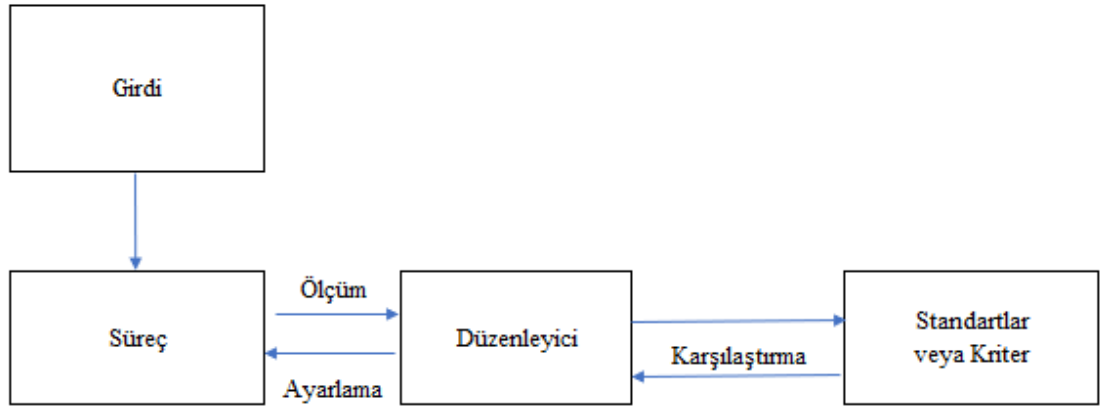 Girdi
Ölçüm
Süreç
Düzenleyici
Ayarlama
Karşılaştırma
Standartlar
veya Kriter